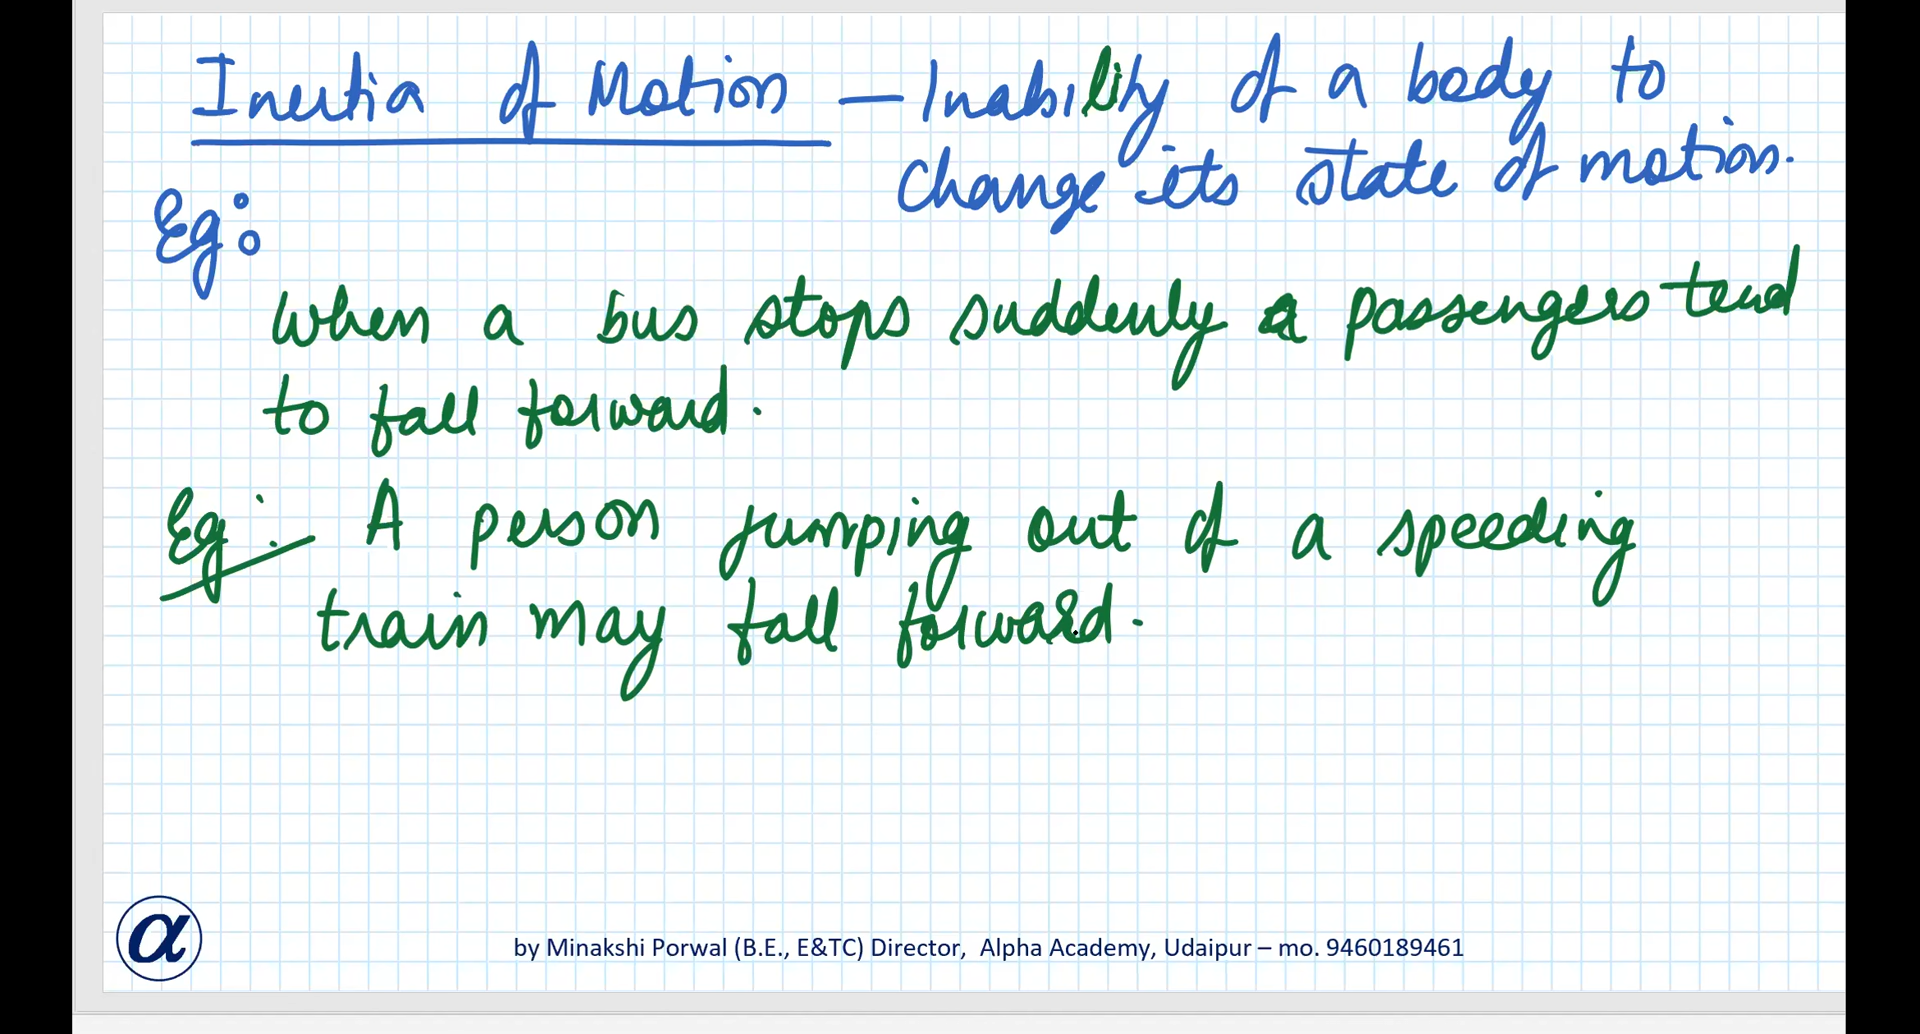 Inertia of Motion — Inability of a body to
change its state of motion.
Eg:
When a bus stops suddenly passengers tend
to fall forward.
Eg:- A person jumping out of a speeding
train may fall forward.
α
by Minakshi Porwal (B.E., E&TC) Director, Alpha Academy, Udaipur – mo. 9460189461